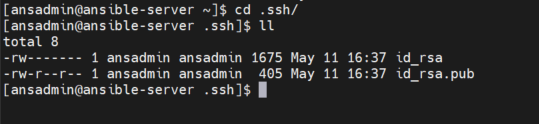 [ansadmin@ansible-server ~]$ cd .ssh/
[ansadmin@ansible-server .ssh]$ ll
total 8
-rw------- 1 ansadmin ansadmin 1675 May 11 16:37 id_rsa
-rw-r--r-- 1 ansadmin ansadmin  405 May 11 16:37 id_rsa.pub
[ansadmin@ansible-server .ssh]$